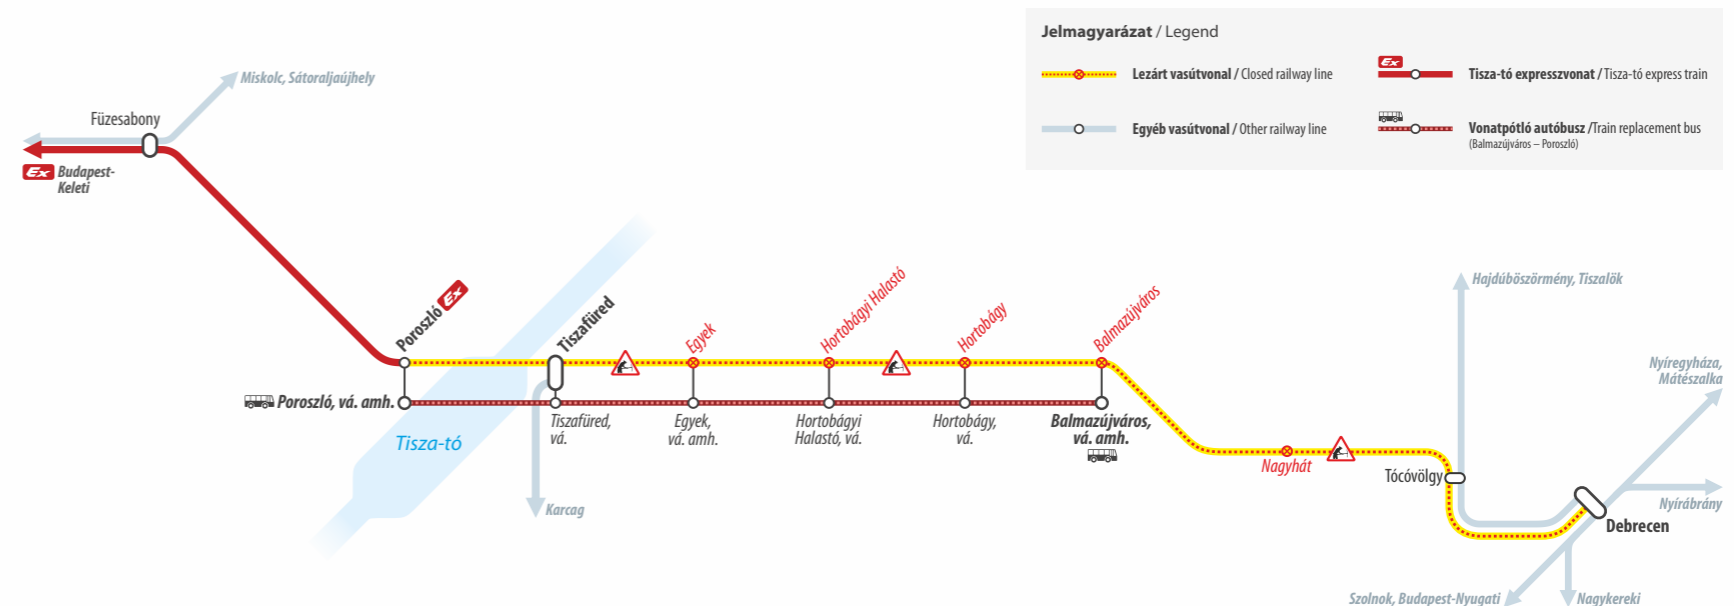 Jelmagyarázat / Legend
Lezárt vasútvonal / Closed railway line
Ex
Tisza-tó expresszvonat / Tisza-tó express train
Egyéb vasútvonal / Other railway line
Vonatpótló autóbusz /Train replacement bus
(Balmazújváros – Poroszló)
Miskolc, Sátoraljaújhely
Füzesabony
Ex Budapest-
Keleti
Poroszló Ex
Tiszafüred
Egyek
Hortobágyi Halastó
Hortobágy
Balmazújváros
Poroszló, vá. amh.
Tiszafüred,
vá.
Egyek,
vá. amh.
Hortobágyi
Halastó, vá.
Hortobágy,
vá.
Balmazújváros,
vá. amh.
Tisza-tó
Karcag
Nagyhát
Tócóvölgy
Hajdúböszörmény, Tiszalök
Nyíregyháza,
Mátészalka
Nyírábrány
Debrecen
Szolnok, Budapest-Nyugati
Nagykereki